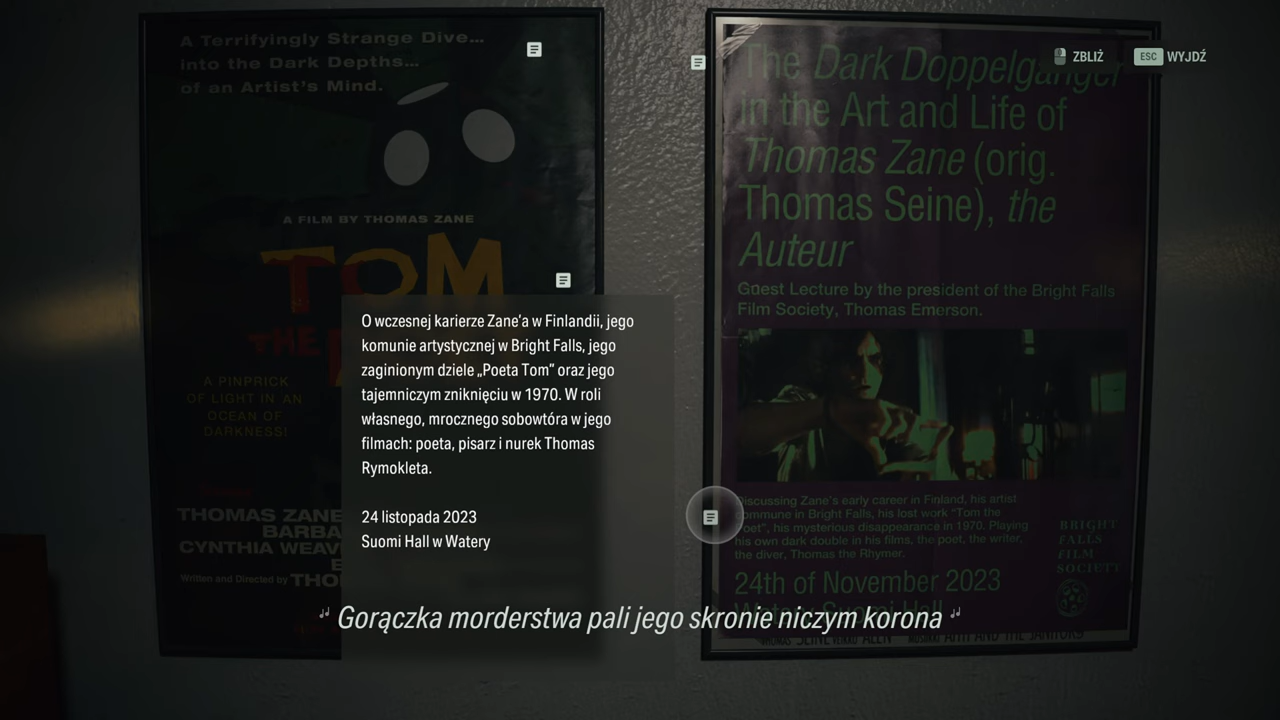 A Terrifyingly Strange Dive...
into the Dark Depths...
of an Artist's Mind.
A FILM BY THOMAS ZANE
TOM
THE
A PINPRICK
OF LIGHT IN AN
OCEAN OF
DARKNESS!
THOMAS ZANE
BARBA
CYNTHIA WEAV
Written and Directed by THO
The Dark Doppelganger
in the Art and Life of
Thomas Zane (orig.
Thomas Seine), the
Auteur
Guest Lecture by the president of the Bright Falls
Film Society, Thomas Emerson.
Discussing Zane's early career in Finland, his artist
commune in Bright Falls, his lost work "Tom the
Poet", his mysterious disappearance in 1970. Playing
his own dark double in his films, the poet, the writer,
the diver, Thomas the Rhymer.
24th of November 2023
Watery, Suomi Hall
BRIGHT
FALLS
FILM
SOCIETY
ZBLIŻ
ESC WYJDŹ
O wczesnej karierze Zane'a w Finlandii, jego
komunie artystycznej w Bright Falls, jego
zaginionym dziele „Poeta Tom” oraz jego
tajemniczym zniknięciu w 1970. W roli
własnego, mrocznego sobowtóra w jego
filmach: poeta, pisarz i nurek Thomas
Rymokleta.
24 listopada 2023
Suomi Hall w Watery
Gorączka morderstwa pali jego skronie niczym korona